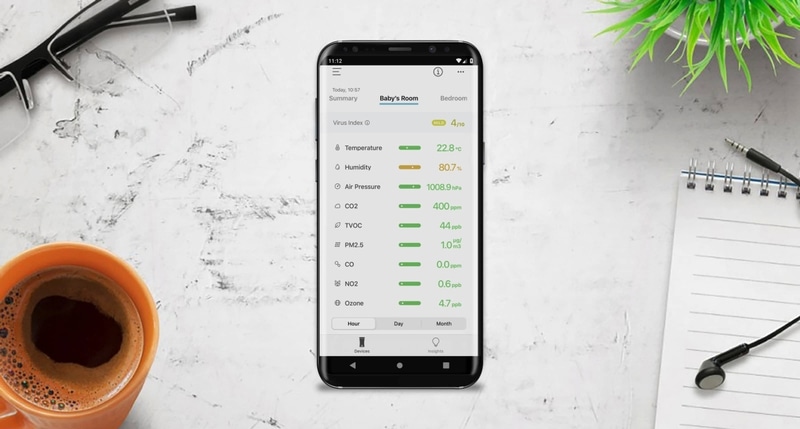 11:12
Today, 10:57
Summary Baby's Room Bedroom
Virus Index 4/10
Temperature 22.8 °C
Humidity 80.7 %
Air Pressure 1008.9 hPa
CO2 400 ppm
TVOC 44 ppb
PM2.5 1.0 µg/m3
CO 0.0 ppm
NO2 0.6 ppb
Ozone 4.7 ppb
Hour Day Month
Devices Insights